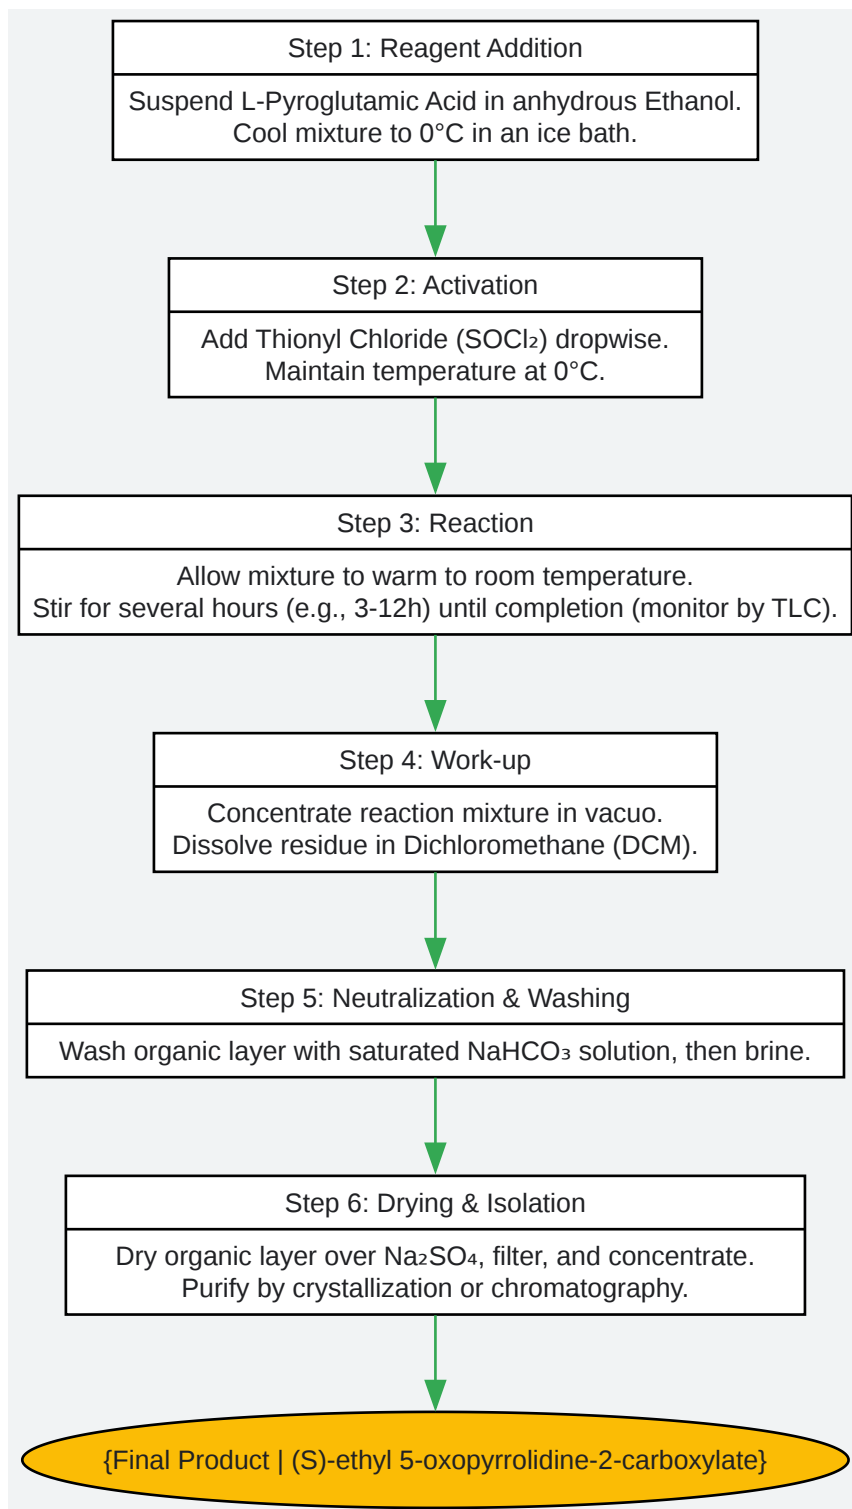 Step 1: Reagent Addition
Suspend L-Pyroglutamic Acid in anhydrous Ethanol.
Cool mixture to 0°C in an ice bath.
Step 2: Activation
Add Thionyl Chloride (SOCl₂) dropwise.
Maintain temperature at 0°C.
Step 3: Reaction
Allow mixture to warm to room temperature.
Stir for several hours (e.g., 3-12h) until completion (monitor by TLC).
Step 4: Work-up
Concentrate reaction mixture in vacuo.
Dissolve residue in Dichloromethane (DCM).
Step 5: Neutralization & Washing
Wash organic layer with saturated NaHCO₃ solution, then brine.
Step 6: Drying & Isolation
Dry organic layer over Na₂SO₄, filter, and concentrate.
Purify by crystallization or chromatography.
{Final Product | (S)-ethyl 5-oxopyrrolidine-2-carboxylate}